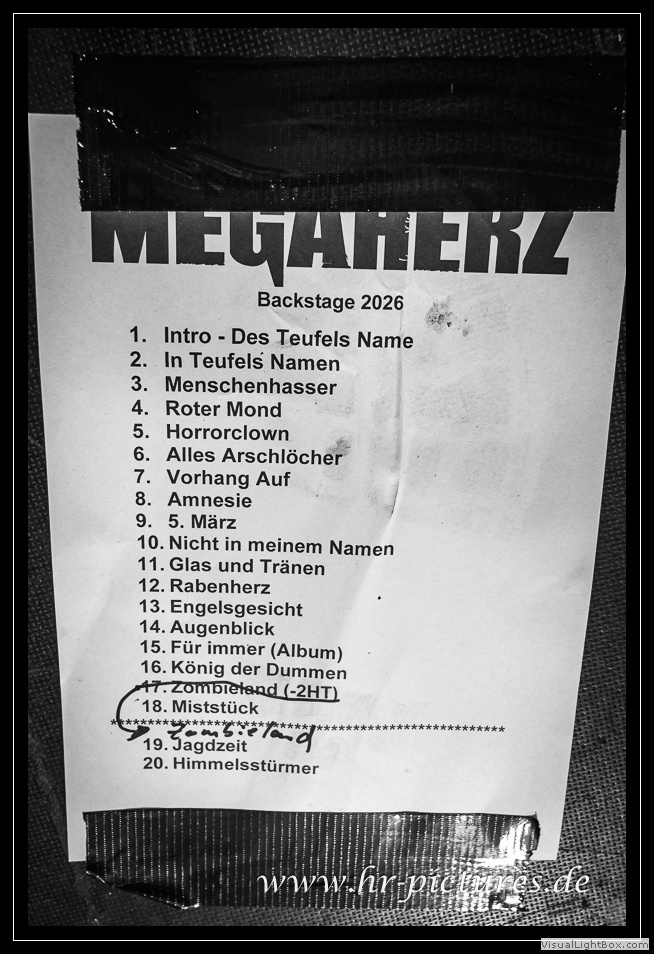 MEGAHERZ
Backstage 2026
1. Intro - Des Teufels Name
2. In Teufels Namen
3. Menschenhasser
4. Roter Mond
5. Horrorclown
6. Alles Arschlöcher
7. Vorhang Auf
8. Amnesie
9. 5. März
10. Nicht in meinem Namen
11. Glas und Tränen
12. Rabenherz
13. Engelsgesicht
14. Augenblick
15. Für immer (Album)
16. König der Dummen
17. Zombieland (-2HT)
18. Miststück
************************************************************
Zombieland
19. Jagdzeit
20. Himmelsstürmer
www.hr-pictures.de
VisualLightBox.com